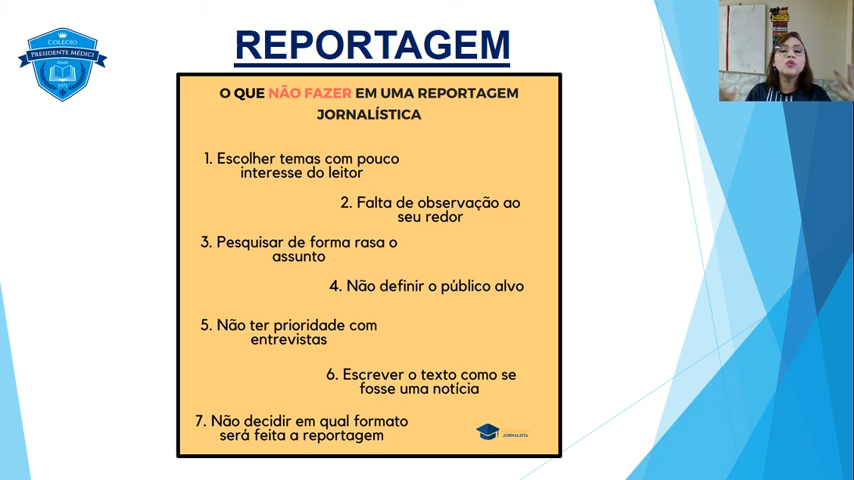 COLÉGIO
PRESIDENTE MÉDICI
Desde
1972
REPORTAGEM
O QUE NÃO FAZER EM UMA REPORTAGEM
JORNALÍSTICA
1. Escolher temas com pouco
interesse do leitor
2. Falta de observação ao
seu redor
3. Pesquisar de forma rasa o
assunto
4. Não definir o público alvo
5. Não ter prioridade com
entrevistas
6. Escrever o texto como se
fosse uma notícia
7. Não decidir em qual formato
será feita a reportagem
JORNALISTA